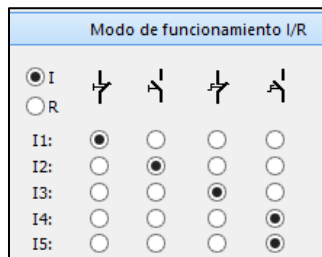 Modo de funcionamiento I/R
I
R
I1:
I2:
I3:
I4:
I5: